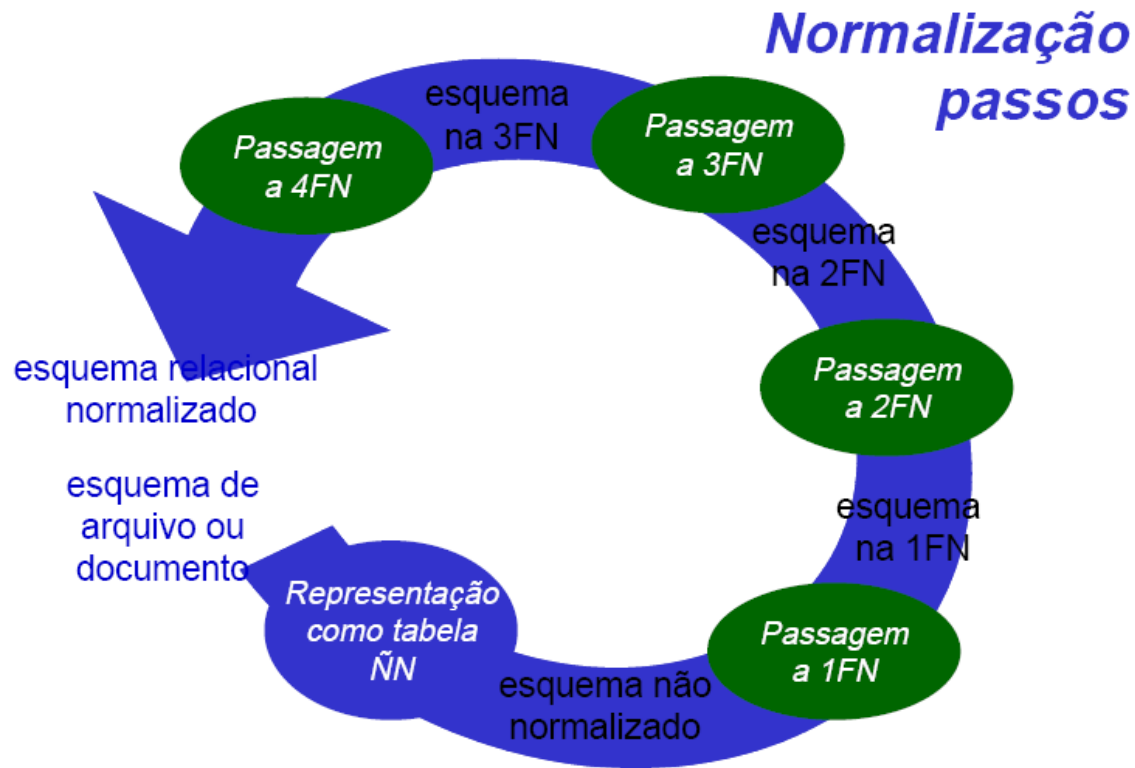 Normalização
passos
esquema
na 3FN
Passagem
a 4FN
Passagem
a 3FN
esquema
na 2FN
Passagem
a 2FN
esquema relacional
normalizado
esquema de
arquivo ou
documento
esquema
na 1FN
Representação
como tabela
ÑN
Passagem
a 1FN
esquema não
normalizado